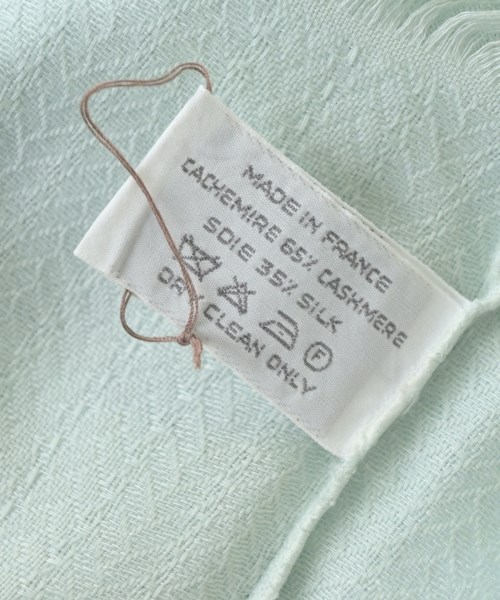 MADE IN FRANCE
CACHEMIRE 65% CASHMERE
SOIE 35% SILK
F
DRY CLEAN ONLY